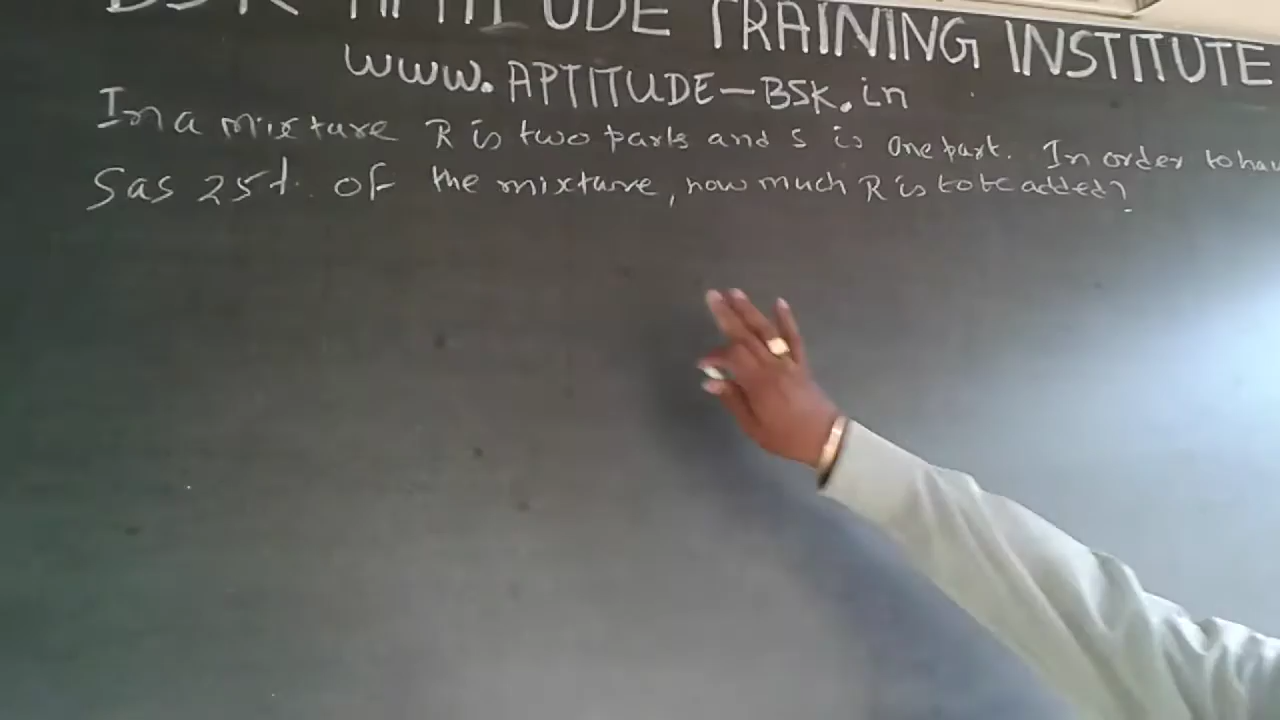 BSK APTITUDE TRAINING INSTITUTE
www.APTITUDE-BSK.in
In a mixture R is two parts and S is One part. In order to hav
S as 25%. OF the mixture, how much R is to be added?